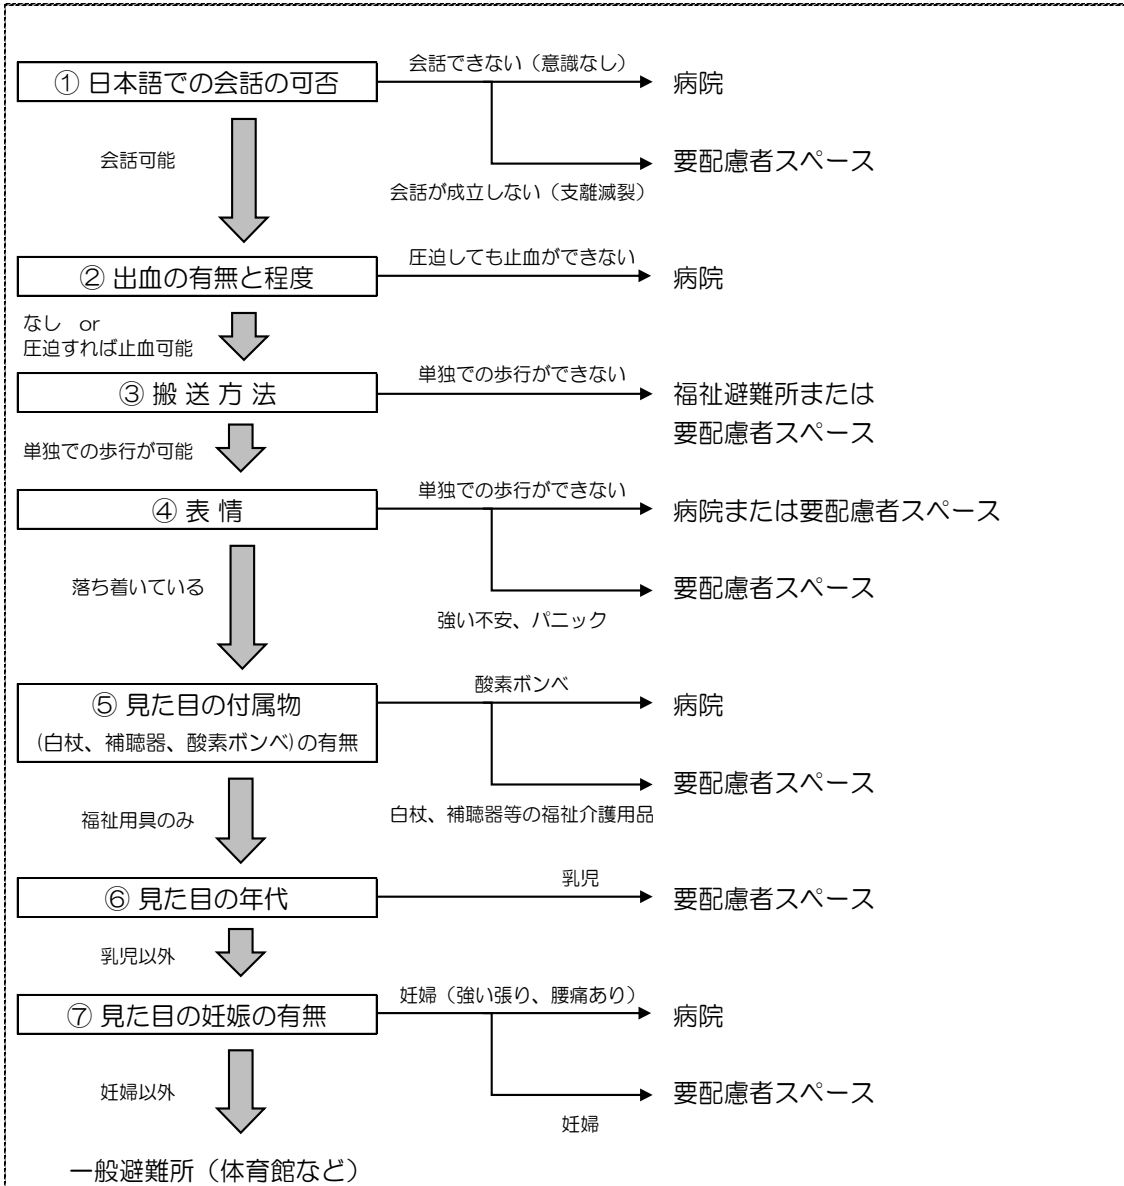 会話できない（意識なし）
① 日本語での会話の可否
病院
会話可能
要配慮者スペース
会話が成立しない（支離滅裂）
圧迫しても止血ができない
② 出血の有無と程度
病院
なし or
圧迫すれば止血可能
単独での歩行ができない
③ 搬 送 方 法
福祉避難所または
要配慮者スペース
単独での歩行が可能
単独での歩行ができない
④ 表 情
病院または要配慮者スペース
落ち着いている
要配慮者スペース
強い不安、パニック
酸素ボンベ
⑤ 見た目の付属物
(白杖、補聴器、酸素ボンベ)の有無
病院
要配慮者スペース
白杖、補聴器等の福祉介護用品
福祉用具のみ
乳児
⑥ 見た目の年代
要配慮者スペース
乳児以外
妊婦（強い張り、腰痛あり）
⑦ 見た目の妊娠の有無
病院
妊婦以外
要配慮者スペース
妊婦
一般避難所（体育館など）